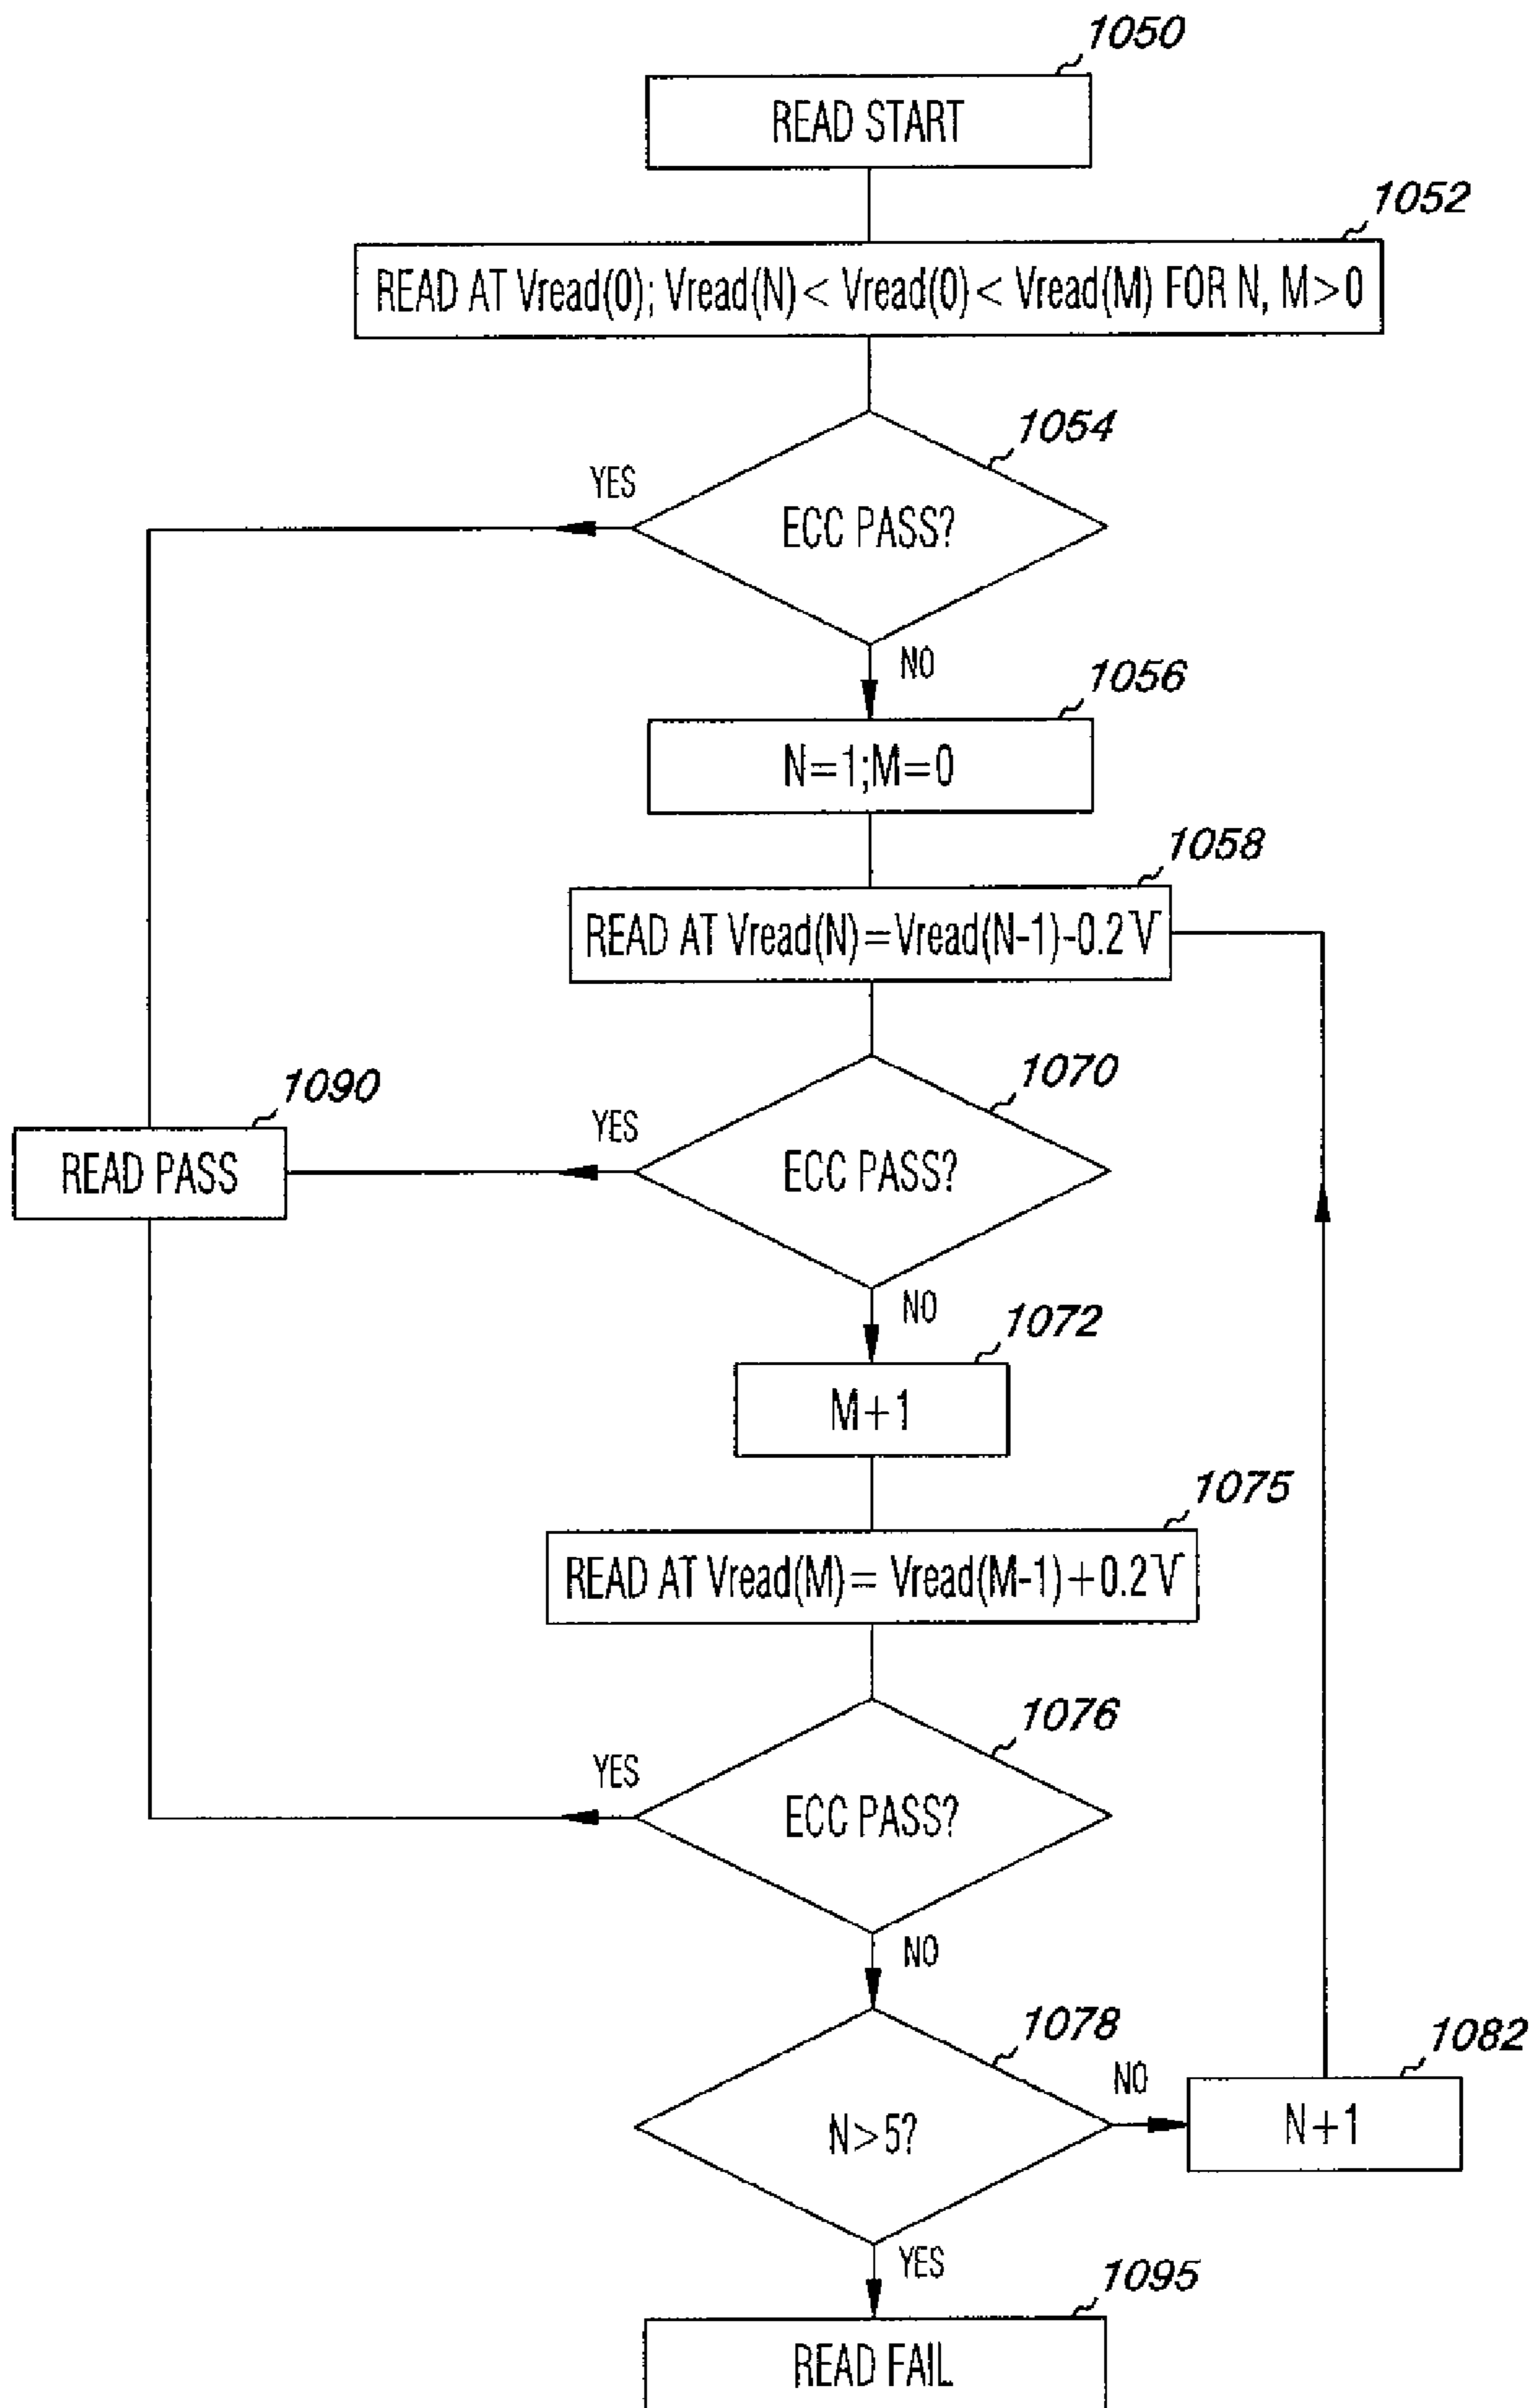 1050
READ START
1052
READ AT Vread(0); Vread(N) < Vread(0) < Vread(M) FOR N, M>0
1054
YES
ECC PASS?
NO
1056
N=1;M=0
1058
READ AT Vread(N)=Vread(N-1)-0.2V
1070
1090
YES
ECC PASS?
READ PASS
NO
1072
M+1
1075
READ AT Vread(M)= Vread(M-1)+0.2V
1076
YES
ECC PASS?
NO
1078
1082
NO
N>5?
N+1
YES
1095
READ FAIL